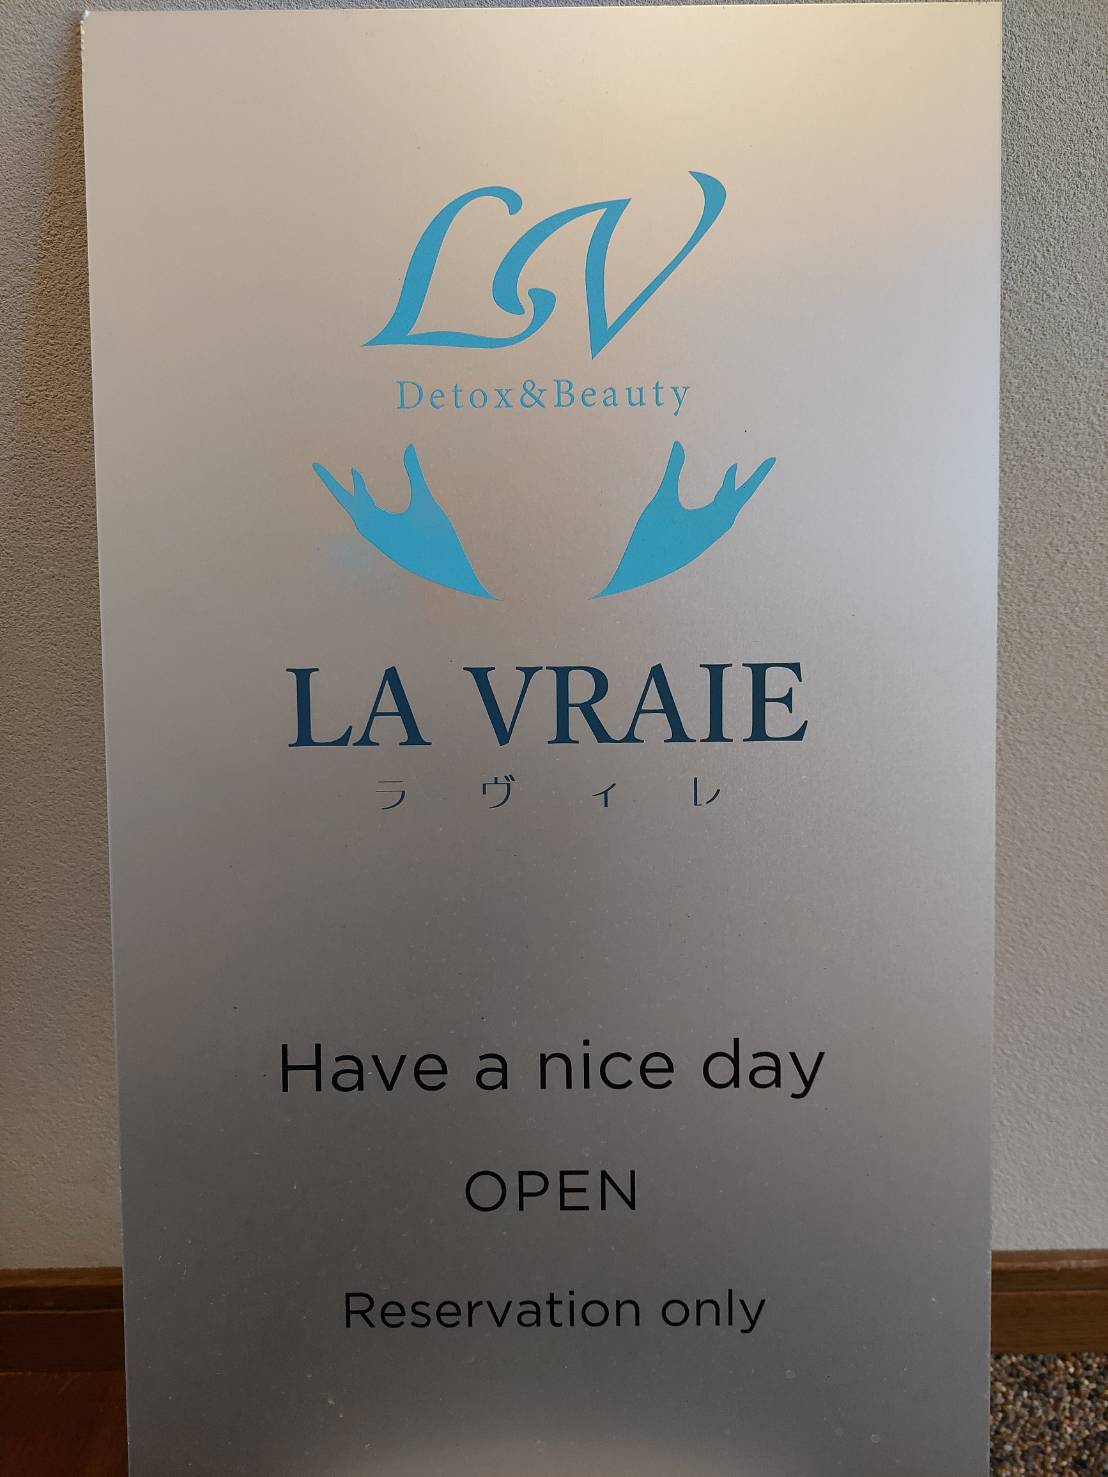 LV
Detox&Beauty
LA VRAIE
ラヴィレ
Have a nice day
OPEN
Reservation only